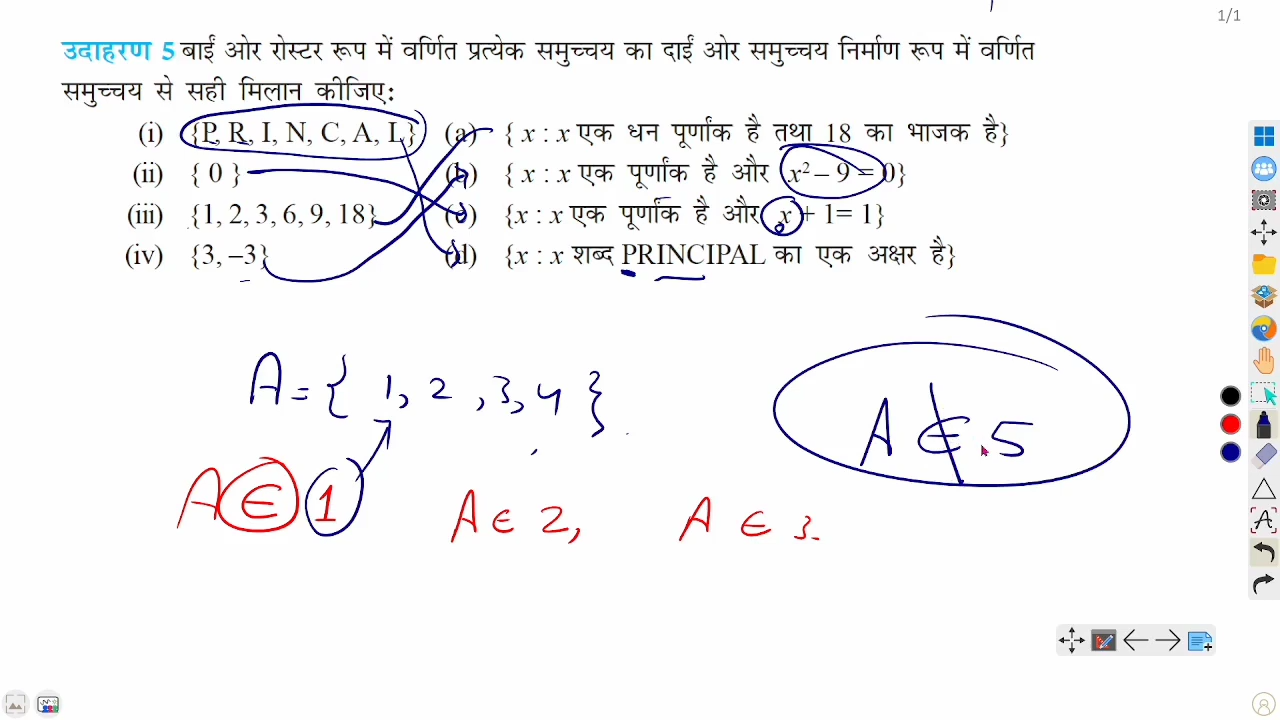 1/1
उदाहरण 5 बाईं ओर रोस्टर रूप में वर्णित प्रत्येक समुच्चय का दाईं ओर समुच्चय निर्माण रूप में वर्णित
समुच्चय से सही मिलान कीजिए:
(i) {P, R, I, N, C, A, L} (a) { x : x एक धन पूर्णांक है तथा 18 का भाजक है}
(ii) { 0 } (b) { x : x एक पूर्णांक है और x² – 9 = 0}
(iii) {1, 2, 3, 6, 9, 18} (c) {x : x एक पूर्णांक है और x + 1= 1}
(iv) {3, –3} (d) {x : x शब्द PRINCIPAL का एक अक्षर है}
A = { 1, 2 , 3, 4 }
A ∉ 5
A ∈ 1 A ∈ 2, A ∈ 3.